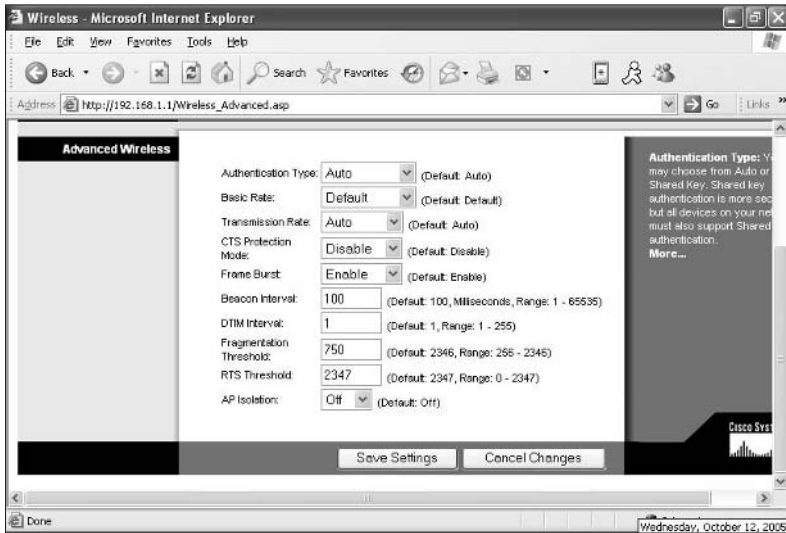 Wireless - Microsoft Internet Explorer
File Edit View Favorites Tools Help
Back Search Favorites
Address http://192.168.1.1/Wireless_Advanced.asp Go Links »
Advanced Wireless
Authentication Type: Auto (Default: Auto)
Basic Rate: Default (Default: Default)
Transmission Rate: Auto (Default: Auto)
CTS Protection
Mode: Disable (Default: Disable)
Frame Burst: Enable (Default: Enable)
Beacon Interval: 100 (Default: 100, Milliseconds, Range: 1 - 65535)
DTIM Interval: 1 (Default: 1, Range: 1 - 255)
Fragmentation
Threshold: 750 (Default: 2346, Range: 256 - 2346)
RTS Threshold: 2347 (Default: 2347, Range: 0 - 2347)
AP Isolation: Off (Default: Off)
Save Settings Cancel Changes
Authentication Type: Y
may choose from Auto or
Shared Key. Shared key
authentication is more sec
but all devices on your net
must also support Shared
authentication.
More...
Cisco Syst
Done
Wednesday, October 12, 2005